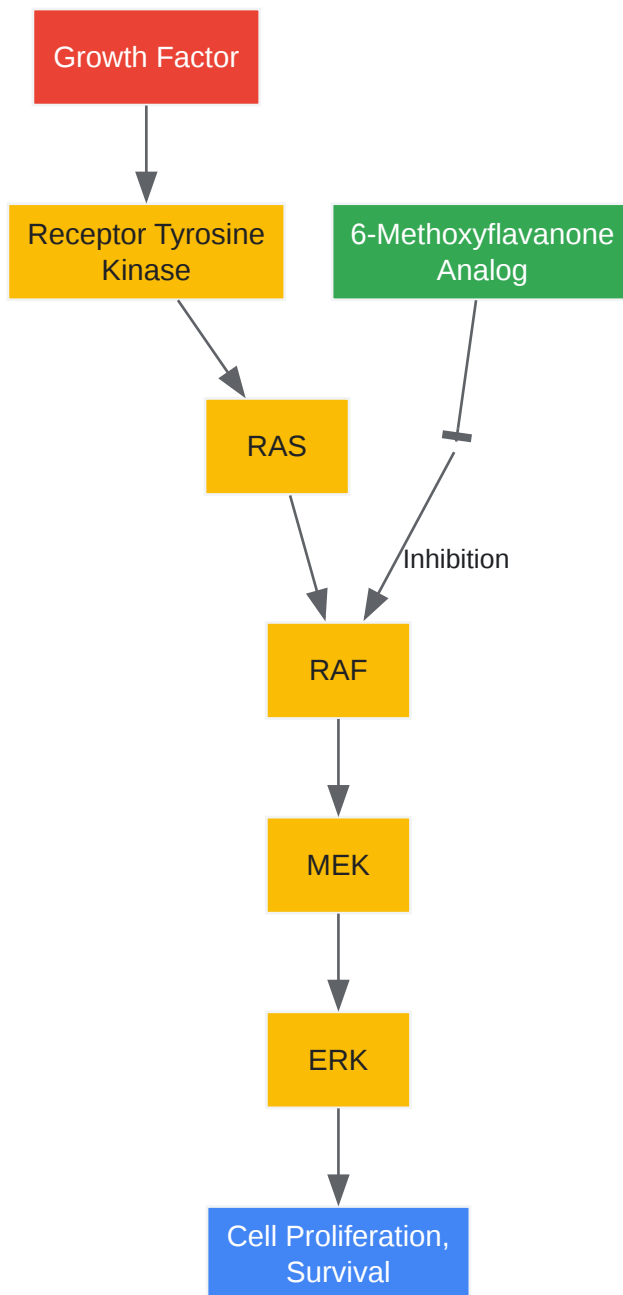 Growth Factor
Receptor Tyrosine
Kinase
6-Methoxyflavanone
Analog
RAS
Inhibition
RAF
MEK
ERK
Cell Proliferation,
Survival